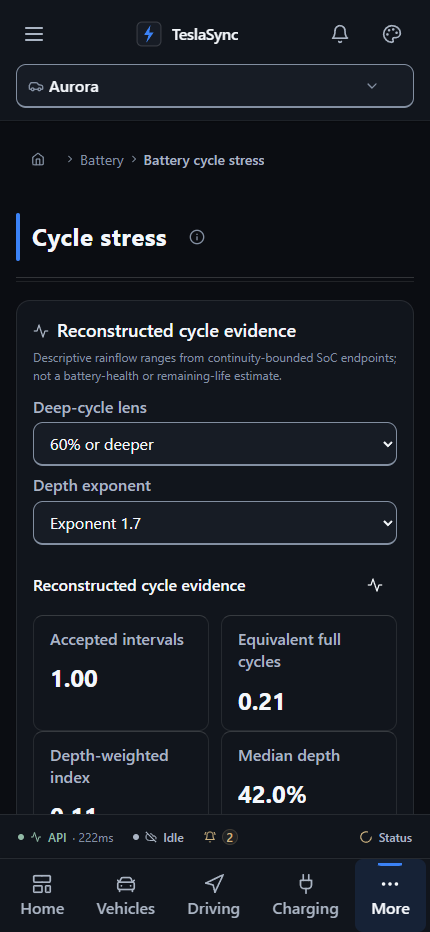 TeslaSync
Aurora
Battery
Battery cycle stress
Cycle stress
Reconstructed cycle evidence
Descriptive rainflow ranges from continuity-bounded SoC endpoints;
not a battery-health or remaining-life estimate.
Deep-cycle lens
60% or deeper
Depth exponent
Exponent 1.7
Reconstructed cycle evidence
Accepted intervals
1.00
Equivalent full
cycles
0.21
Depth-weighted
index
0.11
Median depth
42.0%
API · 222ms
Idle
2
Status
Home
Vehicles
Driving
Charging
More